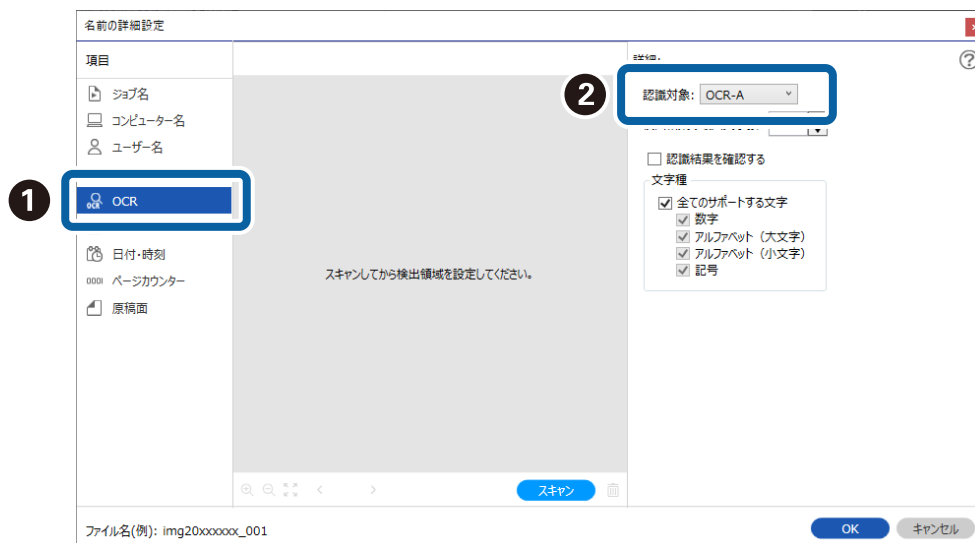 名前の詳細設定
項目
ジョブ名
コンピューター名
ユーザー名
1
OCR
OCR
日付・時刻
0001 ページカウンター
原稿面
スキャンしてから検出領域を設定してください。
スキャン
2
認識対象: OCR-A
認識結果を確認する
文字種
全てのサポートする文字
数字
アルファベット（大文字）
アルファベット（小文字）
記号
ファイル名(例): img20xxxxxx_001
OK
キャンセル